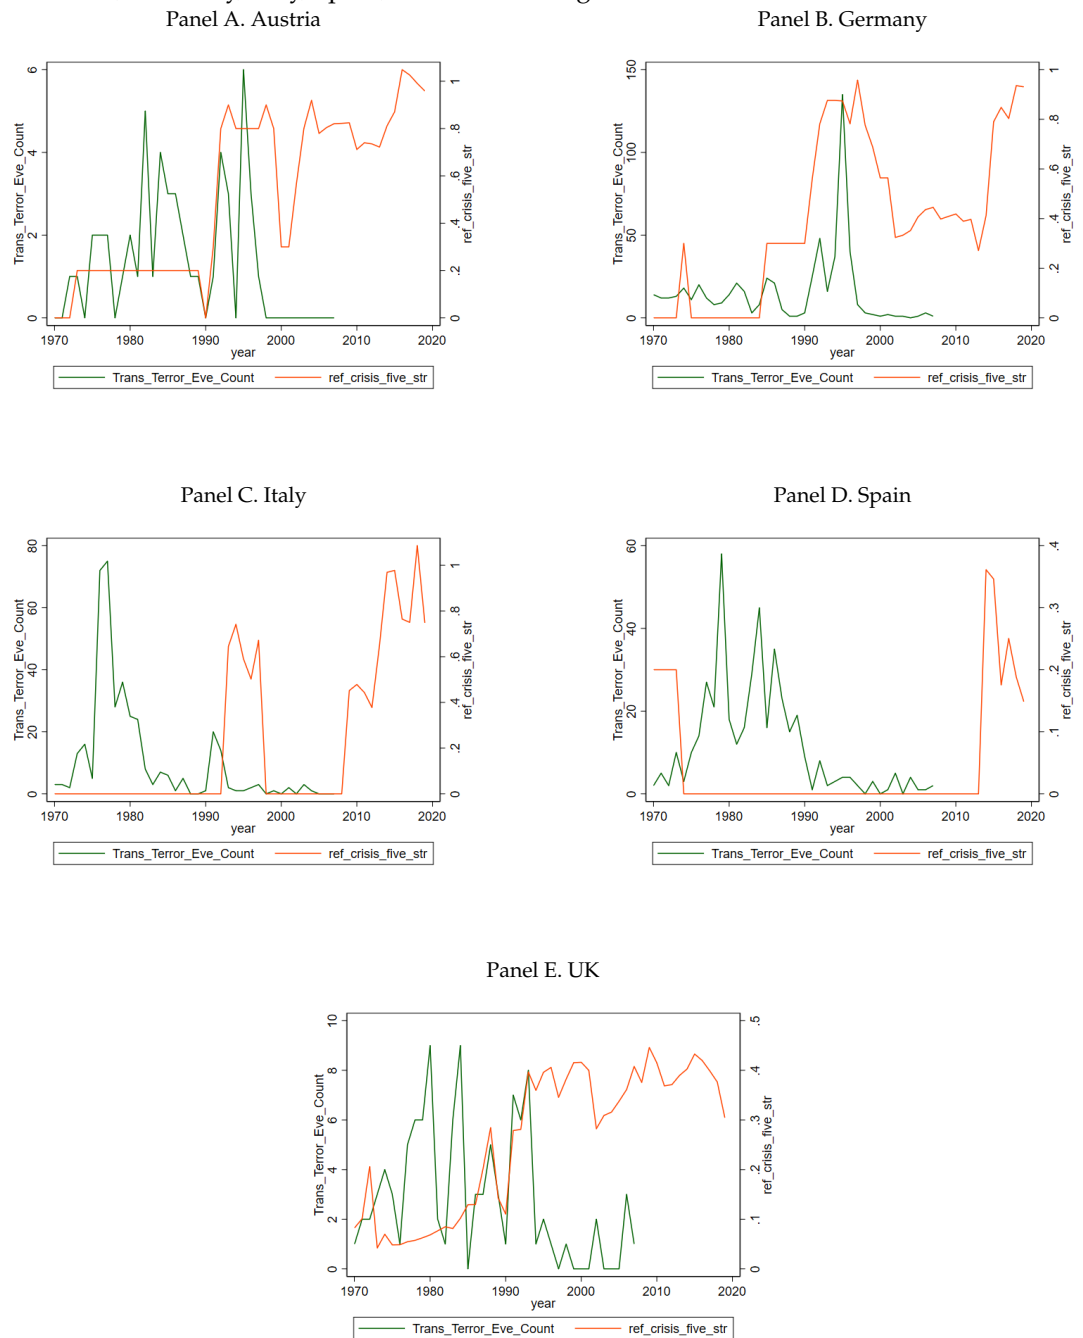 Panel A. Austria
Trans_Terror_Eve_Count
0 2 4 6
ref_crisis_five_str
0 .2 .4 .6 .8 1
1970 1980 1990 2000 2010 2020
year
Trans_Terror_Eve_Count ref_crisis_five_str
Panel B. Germany
Trans_Terror_Eve_Count
0 50 100 150
ref_crisis_five_str
0 .2 .4 .6 .8 1
1970 1980 1990 2000 2010 2020
year
Trans_Terror_Eve_Count ref_crisis_five_str
Panel C. Italy
Trans_Terror_Eve_Count
0 20 40 60 80
ref_crisis_five_str
0 .2 .4 .6 .8 1
1970 1980 1990 2000 2010 2020
year
Trans_Terror_Eve_Count ref_crisis_five_str
Panel D. Spain
Trans_Terror_Eve_Count
0 20 40 60
ref_crisis_five_str
0 .1 .2 .3 .4
1970 1980 1990 2000 2010 2020
year
Trans_Terror_Eve_Count ref_crisis_five_str
Panel E. UK
Trans_Terror_Eve_Count
0 2 4 6 8 10
ref_crisis_five_str
0 .1 .2 .3 .4 .5
1970 1980 1990 2000 2010 2020
year
Trans_Terror_Eve_Count ref_crisis_five_str